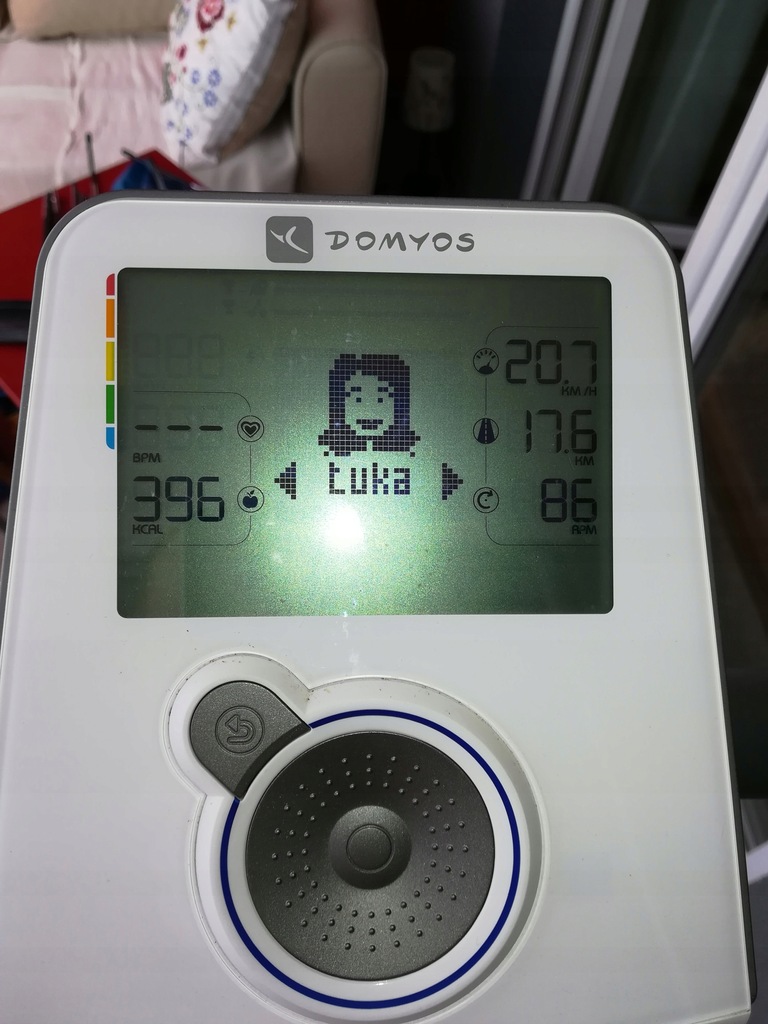 DOMYOS
20.7
KM/H
---
BPM
17.6
KM
Luka
396
KCAL
86
RPM